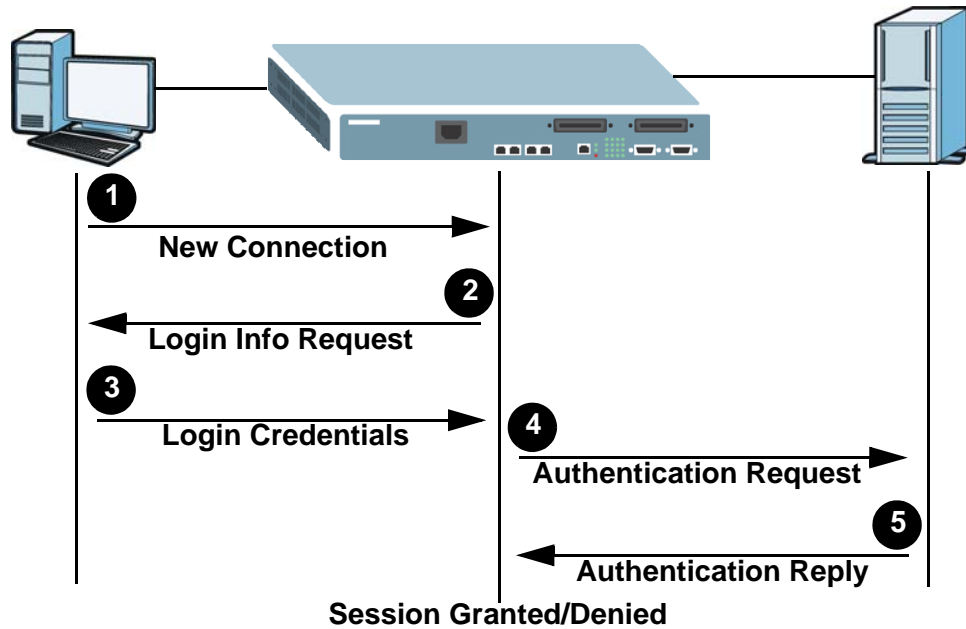 1
New Connection
2
Login Info Request
3
Login Credentials
4
Authentication Request
5
Authentication Reply
Session Granted/Denied